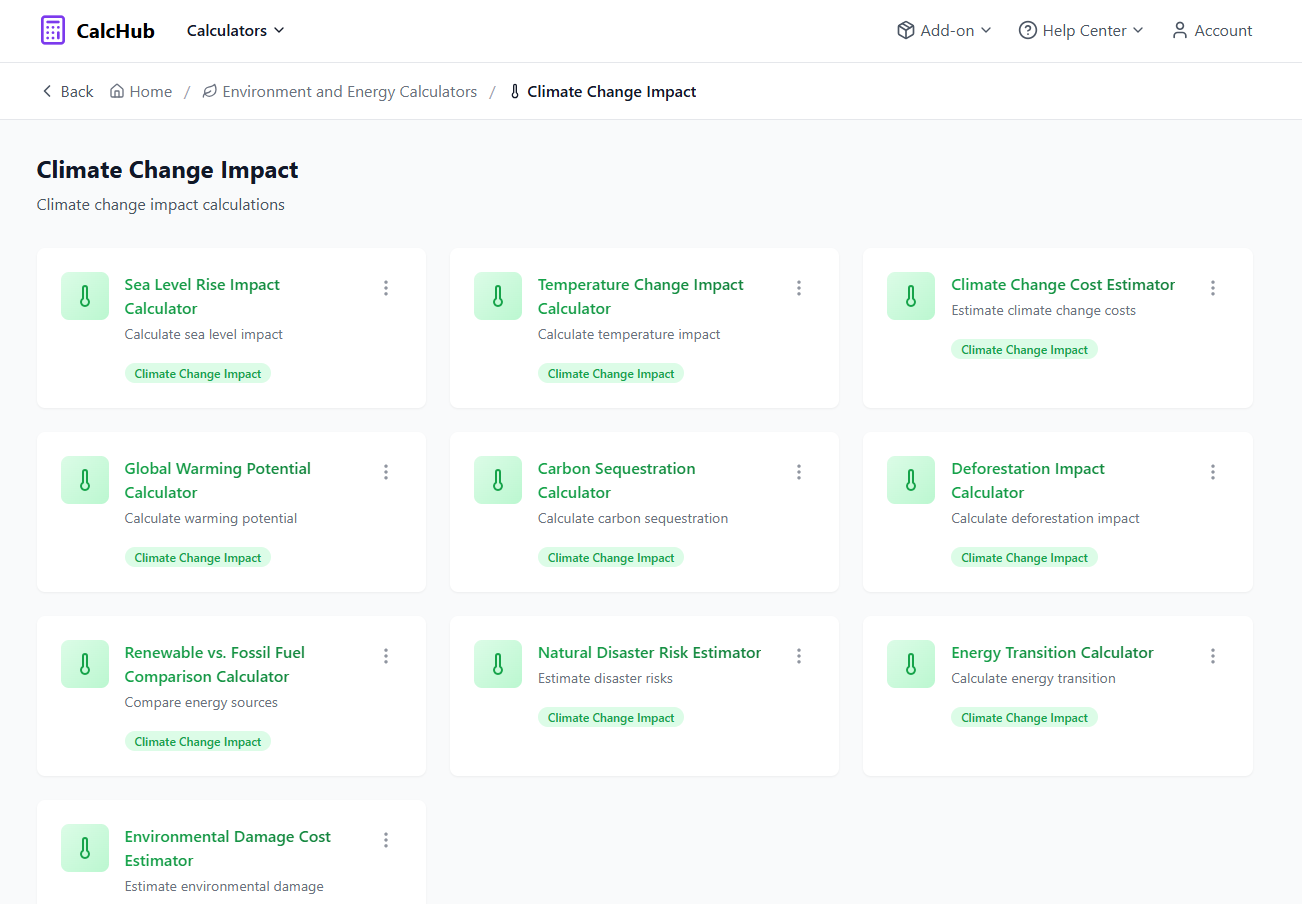 CalcHub
Calculators
Add-on
Help Center
Account
Back
Home
/
Environment and Energy Calculators
/
Climate Change Impact
Climate Change Impact
Climate change impact calculations
Sea Level Rise Impact
Calculator
Calculate sea level impact
Climate Change Impact
Temperature Change Impact
Calculator
Calculate temperature impact
Climate Change Impact
Climate Change Cost Estimator
Estimate climate change costs
Climate Change Impact
Global Warming Potential
Calculator
Calculate warming potential
Climate Change Impact
Carbon Sequestration
Calculator
Calculate carbon sequestration
Climate Change Impact
Deforestation Impact
Calculator
Calculate deforestation impact
Climate Change Impact
Renewable vs. Fossil Fuel
Comparison Calculator
Compare energy sources
Climate Change Impact
Natural Disaster Risk Estimator
Estimate disaster risks
Climate Change Impact
Energy Transition Calculator
Calculate energy transition
Climate Change Impact
Environmental Damage Cost
Estimator
Estimate environmental damage